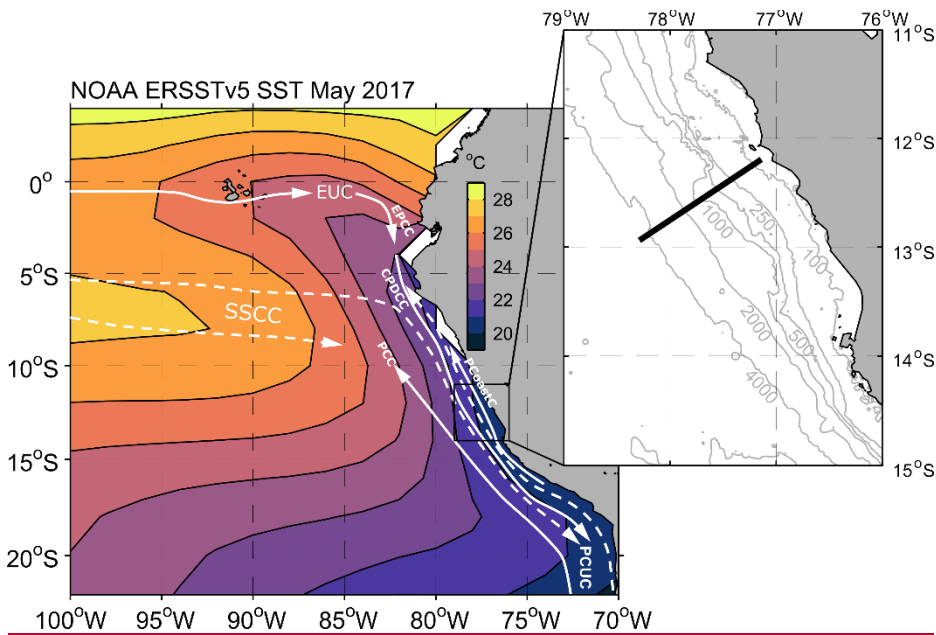 NOAA ERSSTv5 SST May 2017
0°
5°S
10°S
15°S
20°S
100°W 95°W 90°W 85°W 80°W 75°W 70°W
°C
28
26
24
22
20
EUC
EPCC
CPDCC
SSCC
PCC
PCoastC
PCUC
79°W 78°W 77°W 76°W
11°S
12°S
13°S
14°S
15°S
1000
250
100
500
2000
4000